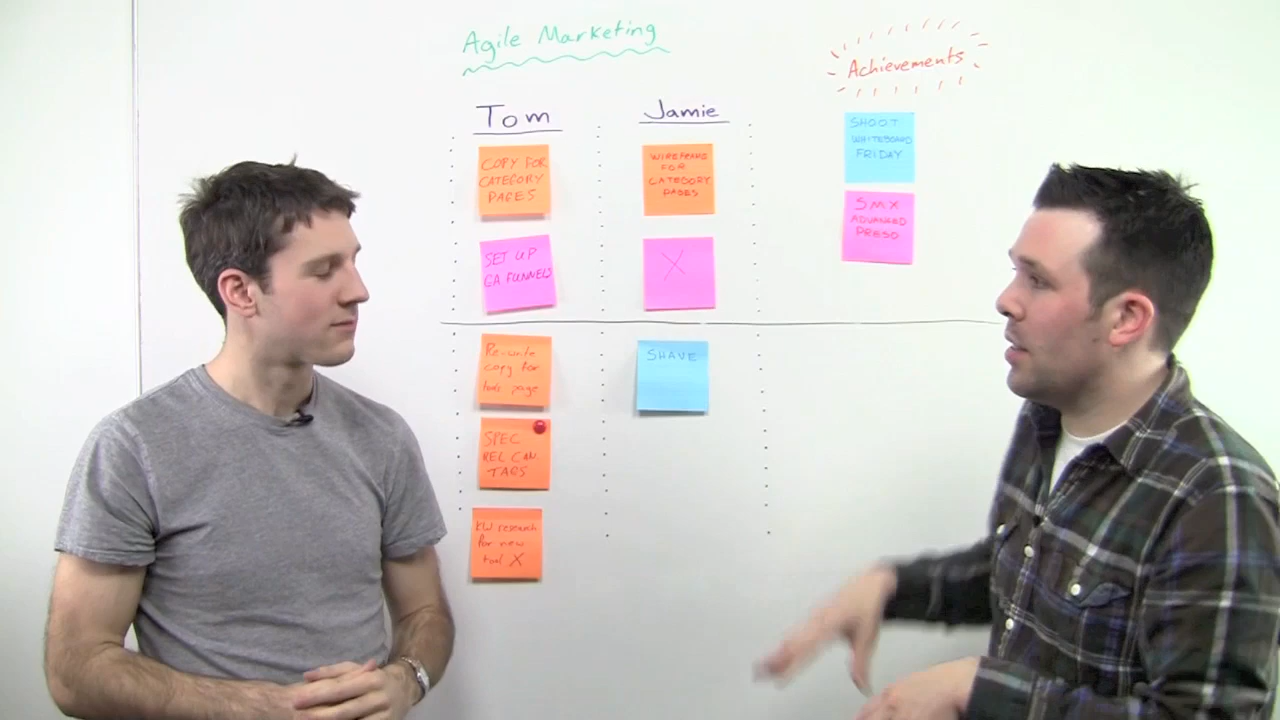 Agile Marketing
Achievements
Tom
Jamie
COPY FOR
CATEGORY
PAGES
WIREFRAME
FOR
CATEGORY
PAGES
SHOOT
WHITEBOARD
FRIDAY
SET UP
GA FUNNELS
X
SMX
ADVANCED
PRESO
Re-write
copy for
tools page
SHAVE
SPEC
REL CAN
TAGS
KW research
for new
tool X